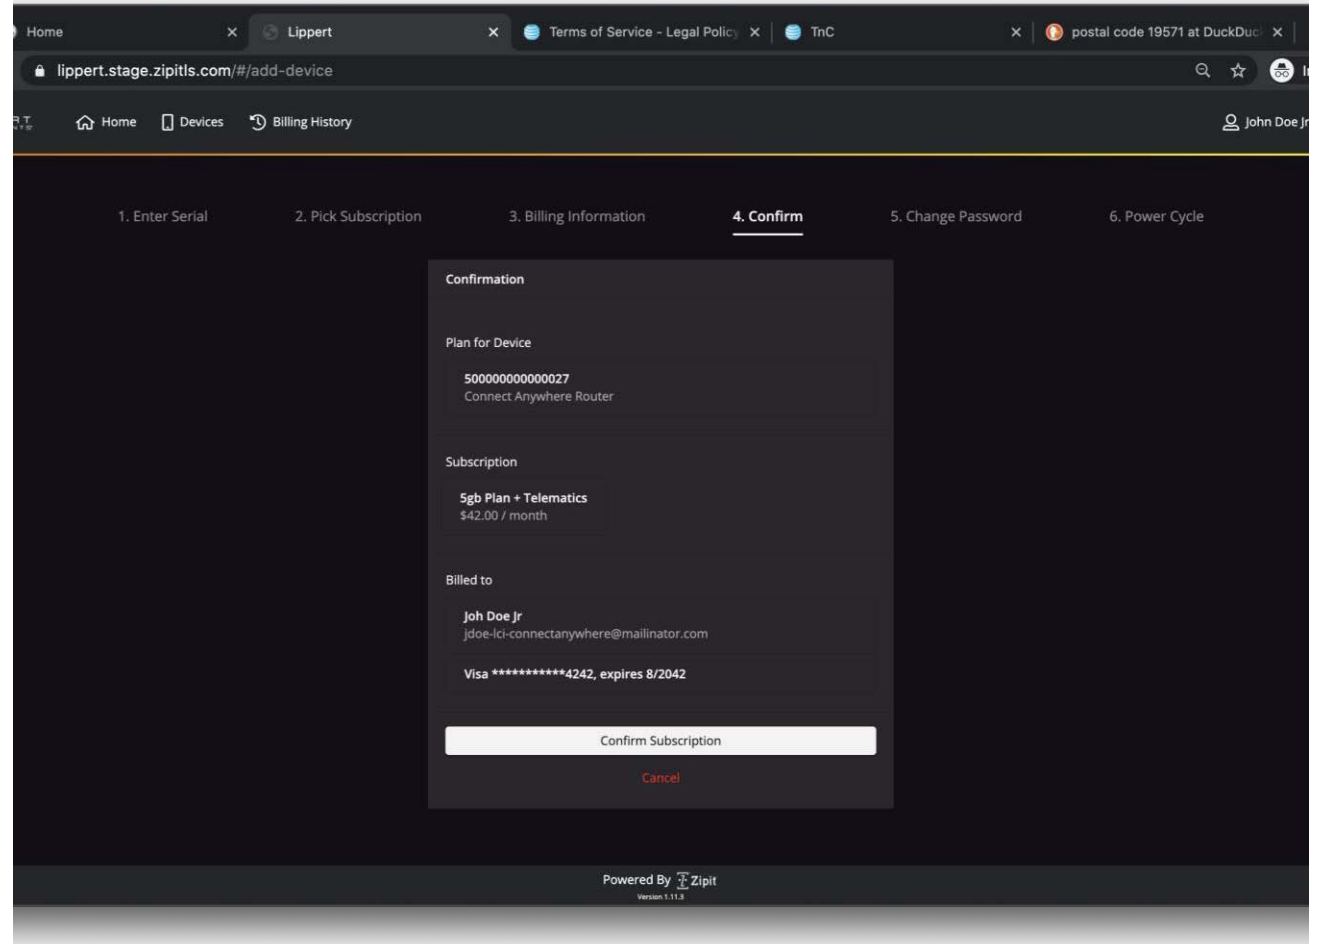 Home
Lippert
Terms of Service - Legal Policy
TnC
postal code 19571 at DuckDuc
lippert.stage.zipitls.com/#/add-device
Home
Devices
Billing History
John Doe Jr
1. Enter Serial
2. Pick Subscription
3. Billing Information
4. Confirm
5. Change Password
6. Power Cycle
Confirmation
Plan for Device
500000000000027
Connect Anywhere Router
Subscription
5gb Plan + Telematics
$42.00 / month
Billed to
Joh Doe Jr
jdoe-lci-connectanywhere@mailinator.com
Visa ***********4242, expires 8/2042
Confirm Subscription
Cancel
Powered By Zipit
Version 1.11.3